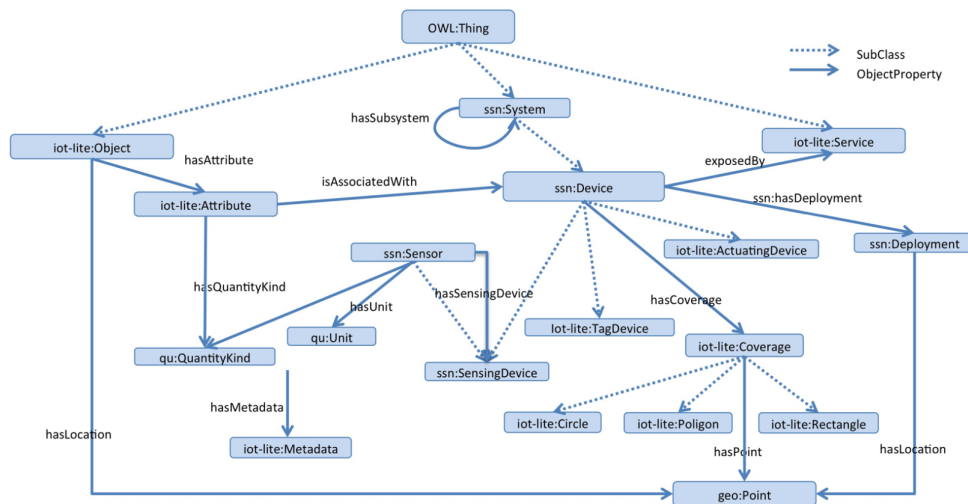 OWL:Thing
SubClass
ObjectProperty
ssn:System
hasSubsystem
iot-lite:Object
iot-lite:Service
hasAttribute
exposedBy
isAssociatedWith
ssn:Device
iot-lite:Attribute
ssn:hasDeployment
ssn:Sensor
iot-lite:ActuatingDevice
ssn:Deployment
hasQuantityKind
hasUnit
hasSensingDevice
hasCoverage
Iot-lite:TagDevice
qu:Unit
iot-lite:Coverage
qu:QuantityKind
ssn:SensingDevice
hasMetadata
iot-lite:Circle
iot-lite:Poligon
iot-lite:Rectangle
hasLocation
iot-lite:Metadata
hasPoint
hasLocation
geo:Point